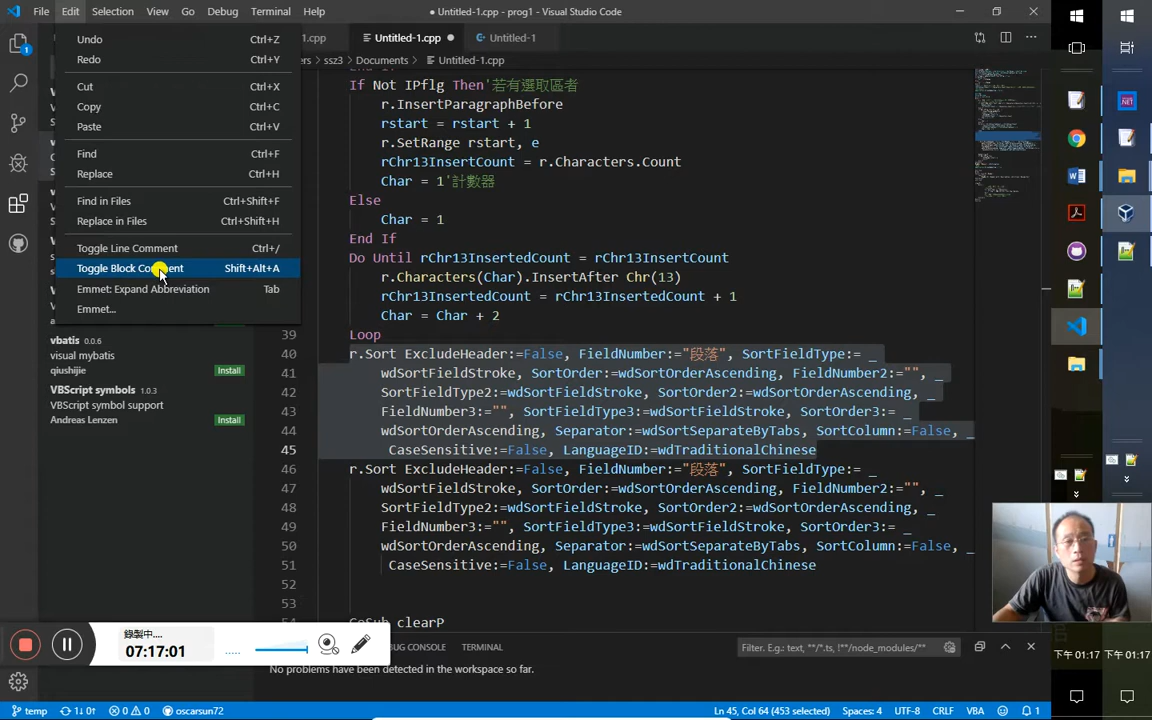 File Edit Selection View Go Debug Terminal Help
● Untitled-1.cpp - prog1 - Visual Studio Code
1.cpp Untitled-1.cpp ● Untitled-1
ssz3 > Documents > Untitled-1.cpp
Undo Ctrl+Z
Redo Ctrl+Y
Cut Ctrl+X
Copy Ctrl+C
Paste Ctrl+V
Find Ctrl+F
Replace Ctrl+H
Find in Files Ctrl+Shift+F
Replace in Files Ctrl+Shift+H
Toggle Line Comment Ctrl+/
Toggle Block Comment Shift+Alt+A
Emmet: Expand Abbreviation Tab
Emmet...
vbatis 0.0.6
visual mybatis
qiushijie Install
VBScript symbols 1.0.3
VBScript symbol support
Andreas Lenzen Install
If Not IPflg Then'若有選取區者
r.InsertParagraphBefore
rstart = rstart + 1
r.SetRange rstart, e
rChr13InsertCount = r.Characters.Count
Char = 1'計數器
Else
Char = 1
End If
Do Until rChr13InsertedCount = rChr13InsertCount
r.Characters(Char).InsertAfter Chr(13)
rChr13InsertedCount = rChr13InsertedCount + 1
Char = Char + 2
39 Loop
40 r.Sort ExcludeHeader:=False, FieldNumber:="段落", SortFieldType:= _
41 wdSortFieldStroke, SortOrder:=wdSortOrderAscending, FieldNumber2:="", _
42 SortFieldType2:=wdSortFieldStroke, SortOrder2:=wdSortOrderAscending, _
43 FieldNumber3:="", SortFieldType3:=wdSortFieldStroke, SortOrder3:= _
44 wdSortOrderAscending, Separator:=wdSortSeparateByTabs, SortColumn:=False, _
45 CaseSensitive:=False, LanguageID:=wdTraditionalChinese
46 r.Sort ExcludeHeader:=False, FieldNumber:="段落", SortFieldType:= _
47 wdSortFieldStroke, SortOrder:=wdSortOrderAscending, FieldNumber2:="", _
48 SortFieldType2:=wdSortFieldStroke, SortOrder2:=wdSortOrderAscending, _
49 FieldNumber3:="", SortFieldType3:=wdSortFieldStroke, SortOrder3:= _
50 wdSortOrderAscending, Separator:=wdSortSeparateByTabs, SortColumn:=False, _
51 CaseSensitive:=False, LanguageID:=wdTraditionalChinese
52
53
GoSub clearP
錄製中....
07:17:01
BUG CONSOLE TERMINAL
Filter. E.g.: text, **/*.ts, !**/node_modules/**
No problems have been detected in the workspace so far.
下午 01:17 下午 01:17
temp 1↓ 0↑ 0 0 oscarsun72 Ln 45, Col 64 (453 selected) Spaces: 4 UTF-8 CRLF VBA 1